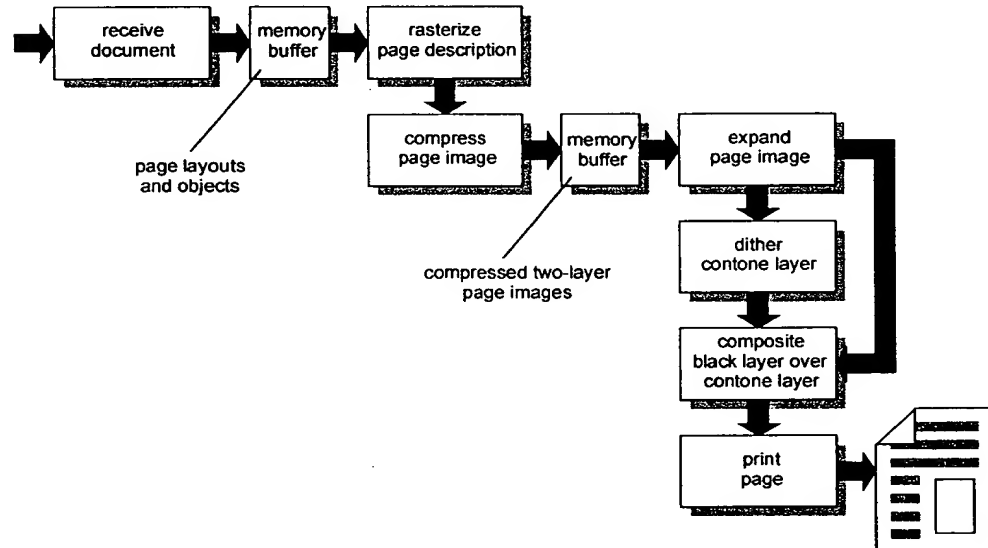 receive
document
memory
buffer
rasterize
page description
compress
page image
memory
buffer
expand
page image
page layouts
and objects
dither
contone layer
compressed two-layer
page images
composite
black layer over
contone layer
print
page